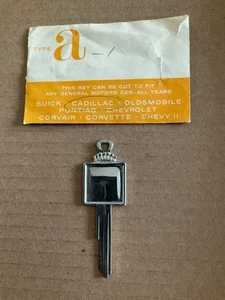 TYPE
a
THIS KEY CAN BE CUT TO FIT
ANY GENERAL MOTORS CAR-ALL YEARS
BUICK · CADILLAC · OLDSMOBILE
PONTIAC · CHEVROLET
CORVAIR · CORVETTE · CHEVY II